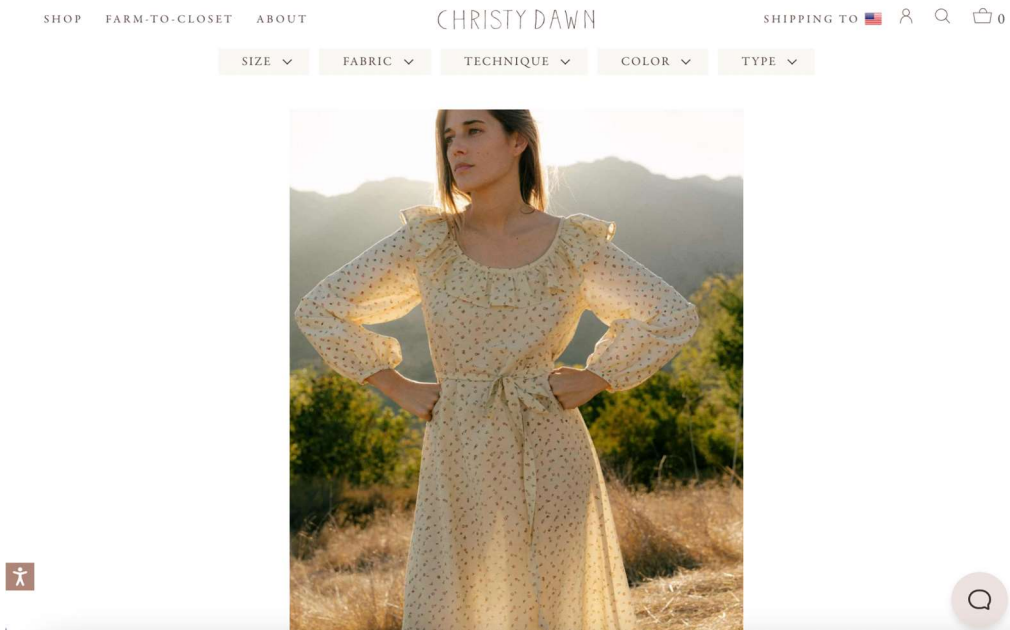 SHOP FARM-TO-CLOSET ABOUT CHRISTY DAWN SHIPPING TO 0
SIZE FABRIC TECHNIQUE COLOR TYPE